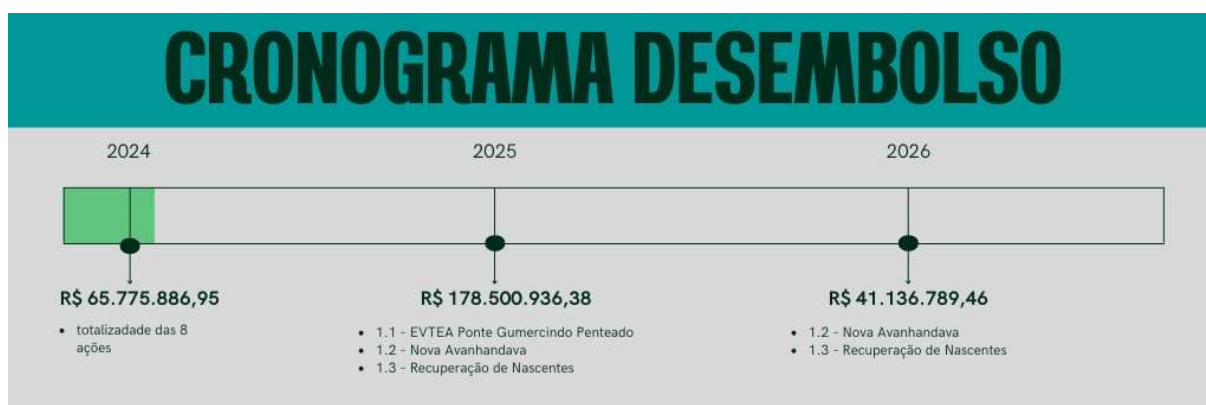 CRONOGRAMA DESEMBOLSO
2024
2025
2026
R$ 65.775.886,95
• totalizadade das 8
ações
R$ 178.500.936,38
• 1.1 - EVTEA Ponte Gumercindo Penteado
• 1.2 - Nova Avanhandava
• 1.3 - Recuperação de Nascentes
R$ 41.136.789,46
• 1.2 - Nova Avanhandava
• 1.3 - Recuperação de Nascentes